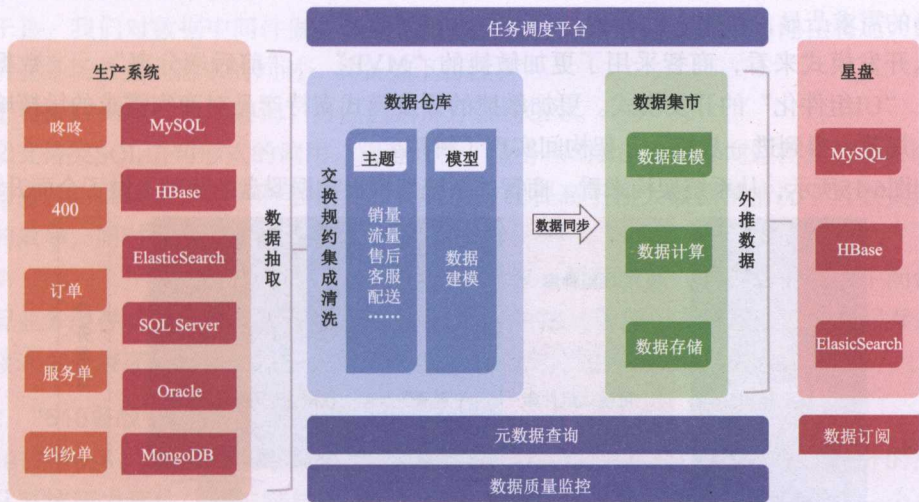 任务调度平台
生产系统
咚咚
400
订单
服务单
纠纷单
MySQL
HBase
ElasticSearch
SQL Server
Oracle
MongoDB
数据抽取
数据仓库
交换规约集成清洗
主题
销量
流量
售后
客服
配送
……
模型
数据
建模
数据同步
数据集市
数据建模
数据计算
数据存储
外推数据
星盘
MySQL
HBase
ElasicSearch
数据订阅
元数据查询
数据质量监控